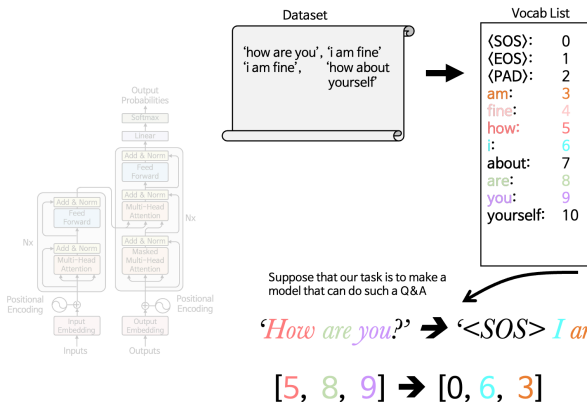 Dataset
Vocab List
'how are you', 'i am fine'
'i am fine', 'how about
yourself'
⟨SOS⟩: 0
⟨EOS⟩: 1
⟨PAD⟩: 2
am: 3
fine: 4
how: 5
i: 6
about: 7
are: 8
you: 9
yourself: 10
Output
Probabilities
Softmax
Linear
Add & Norm
Feed
Forward
Add & Norm
Multi-Head
Attention
Add & Norm
Masked
Multi-Head
Attention
Nx
Add & Norm
Feed
Forward
Nx
Add & Norm
Multi-Head
Attention
Positional
Encoding
Positional
Encoding
Input
Embedding
Output
Embedding
Inputs
Outputs
Suppose that our task is to make a
model that can do such a Q&A
'How are you?' → '<SOS> I am
[5, 8, 9] → [0, 6, 3]